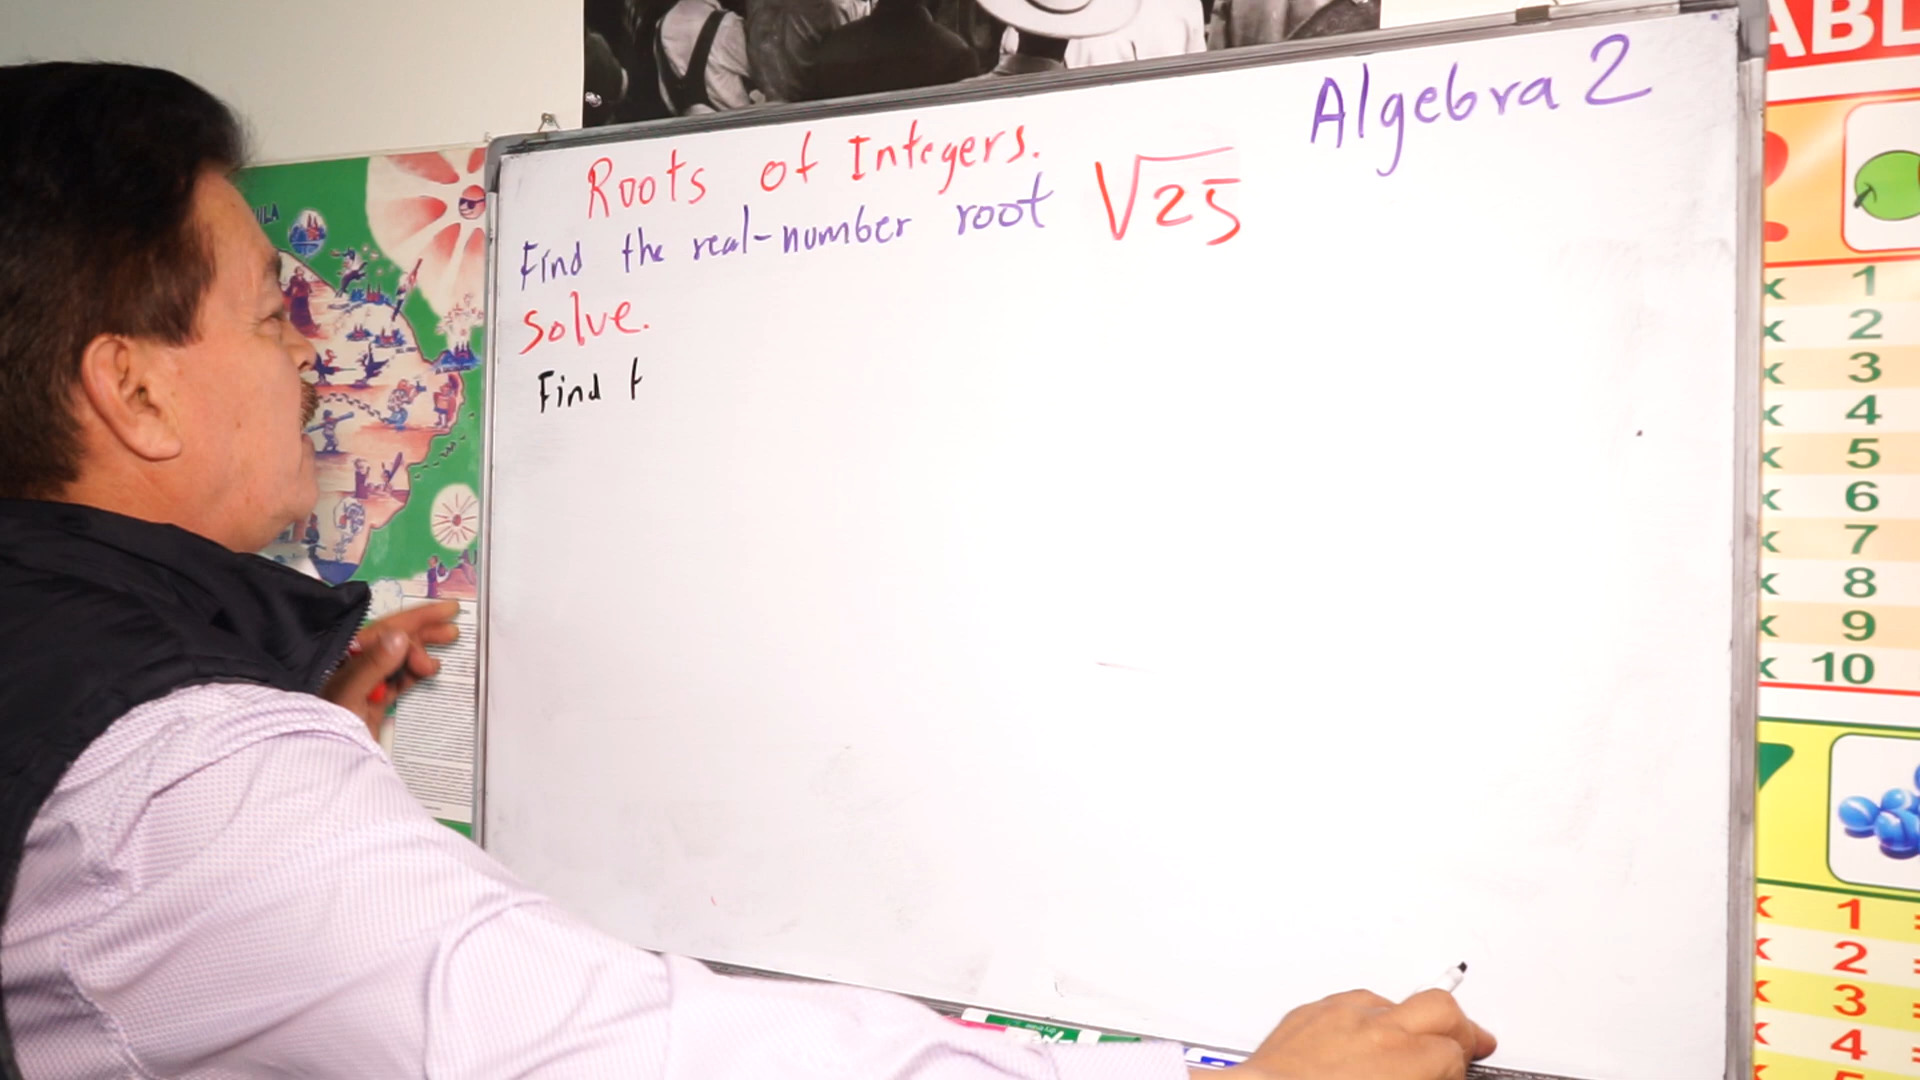 Algebra 2
Roots of Integers.
Find the real-number root √25
Solve.
Find t
ABL
x 1
x 2
x 3
x 4
x 5
x 6
x 7
x 8
x 9
x 10
x 1 =
x 2 =
x 3 =
x 4 =